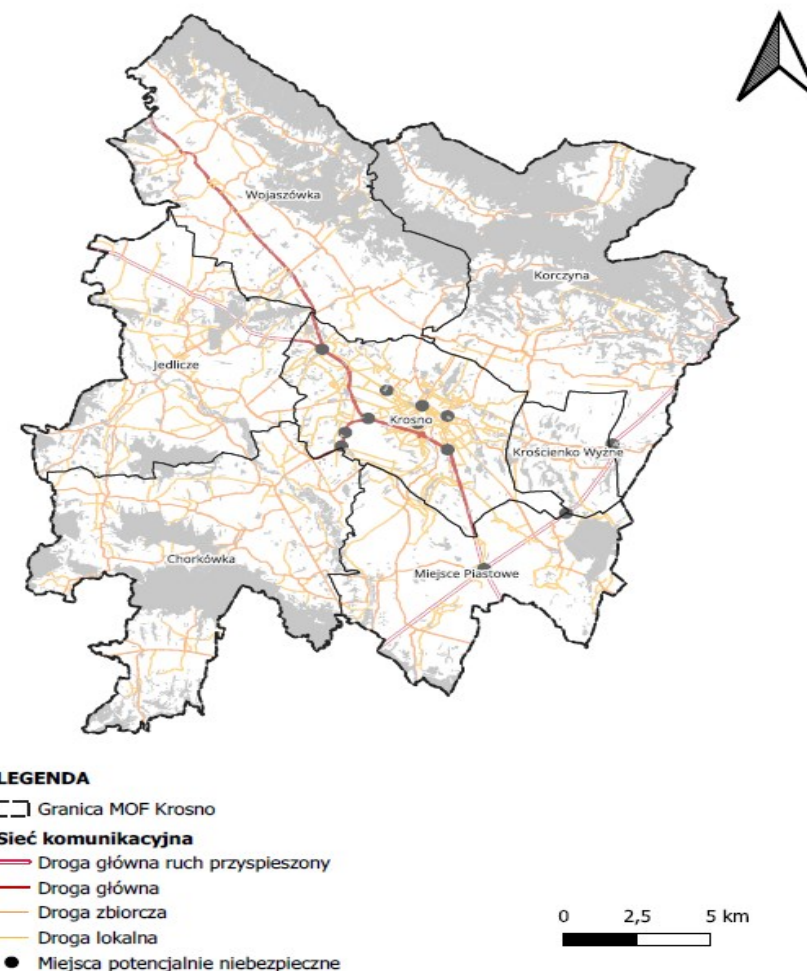 Wojaszówka
Korczyna
Jedlicze
Krosno
Krościenko Wyżne
Chorkówka
Miejsce Piastowe
LEGENDA
Granica MOF Krosno
Sieć komunikacyjna
Droga główna ruch przyspieszony
Droga główna
Droga zbiorcza
Droga lokalna
Miejsca potencjalnie niebezpieczne
0 2,5 5 km